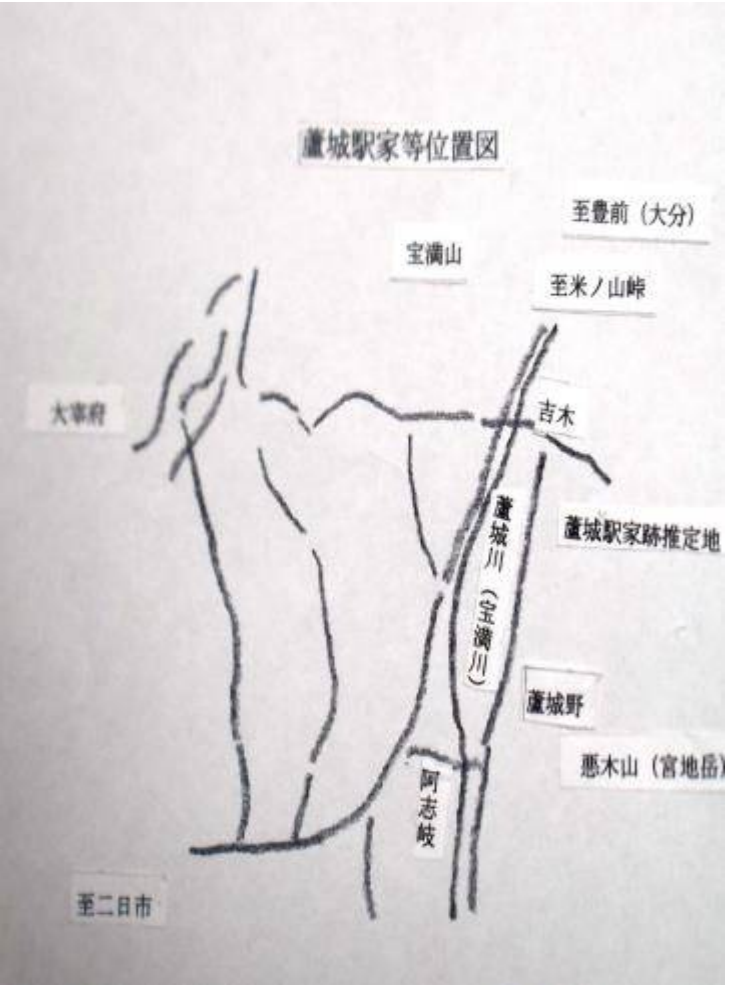 蘆城駅家等位置図
至豊前（大分）
宝満山
至米ノ山峠
大宰府
吉木
蘆城川（宝満川）
蘆城駅家跡推定地
蘆城野
悪木山（宮地岳）
阿志岐
至二日市